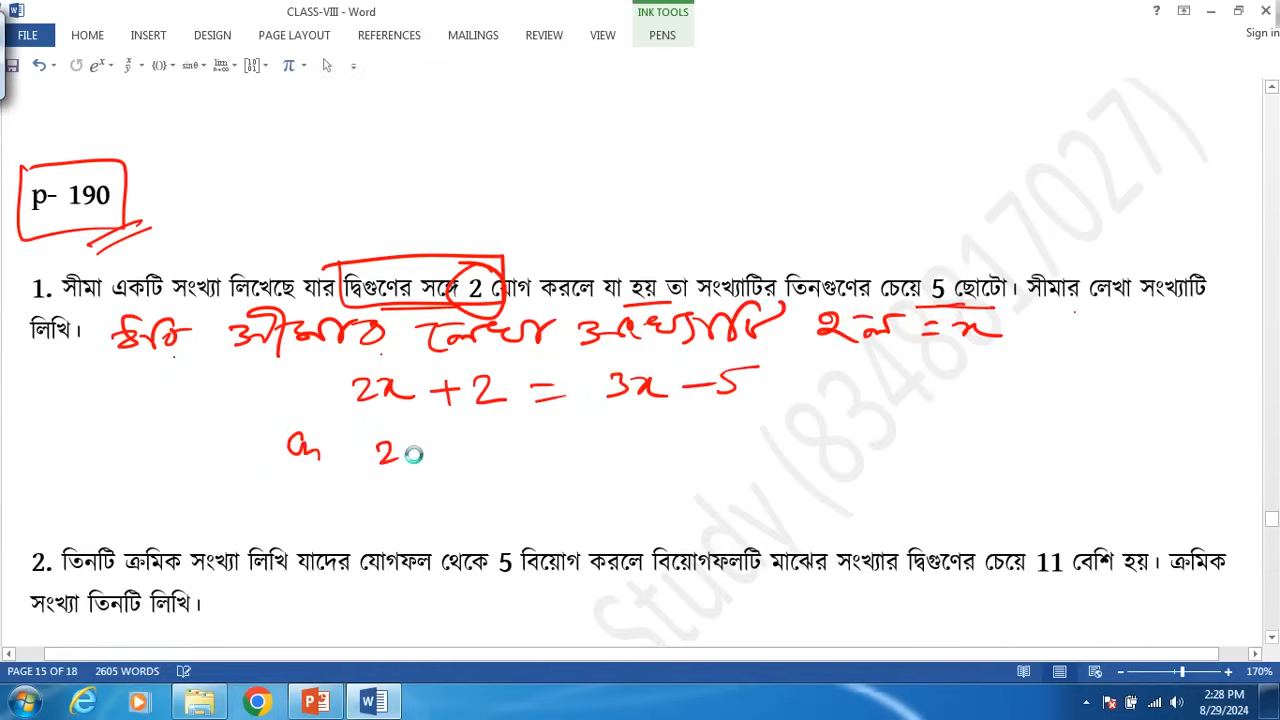 CLASS-VIII - Word
INK TOOLS
FILE HOME INSERT DESIGN PAGE LAYOUT REFERENCES MAILINGS REVIEW VIEW PENS
Sign in
p- 190
1. সীমা একটি সংখ্যা লিখেছে যার দ্বিগুণের সঙ্গে 2 যোগ করলে যা হয় তা সংখ্যাটির তিনগুণের চেয়ে 5 ছোটো। সীমার লেখা সংখ্যাটি
লিখি।
ধরি সীমার লেখা সংখ্যাটি হল = x
2x + 2 = 3x - 5
বা 2
2. তিনটি ক্রমিক সংখ্যা লিখি যাদের যোগফল থেকে 5 বিয়োগ করলে বিয়োগফলটি মাঝের সংখ্যার দ্বিগুণের চেয়ে 11 বেশি হয়। ক্রমিক
সংখ্যা তিনটি লিখি।
Study (8348817027)
PAGE 15 OF 18 2605 WORDS 170%
2:28 PM
8/29/2024